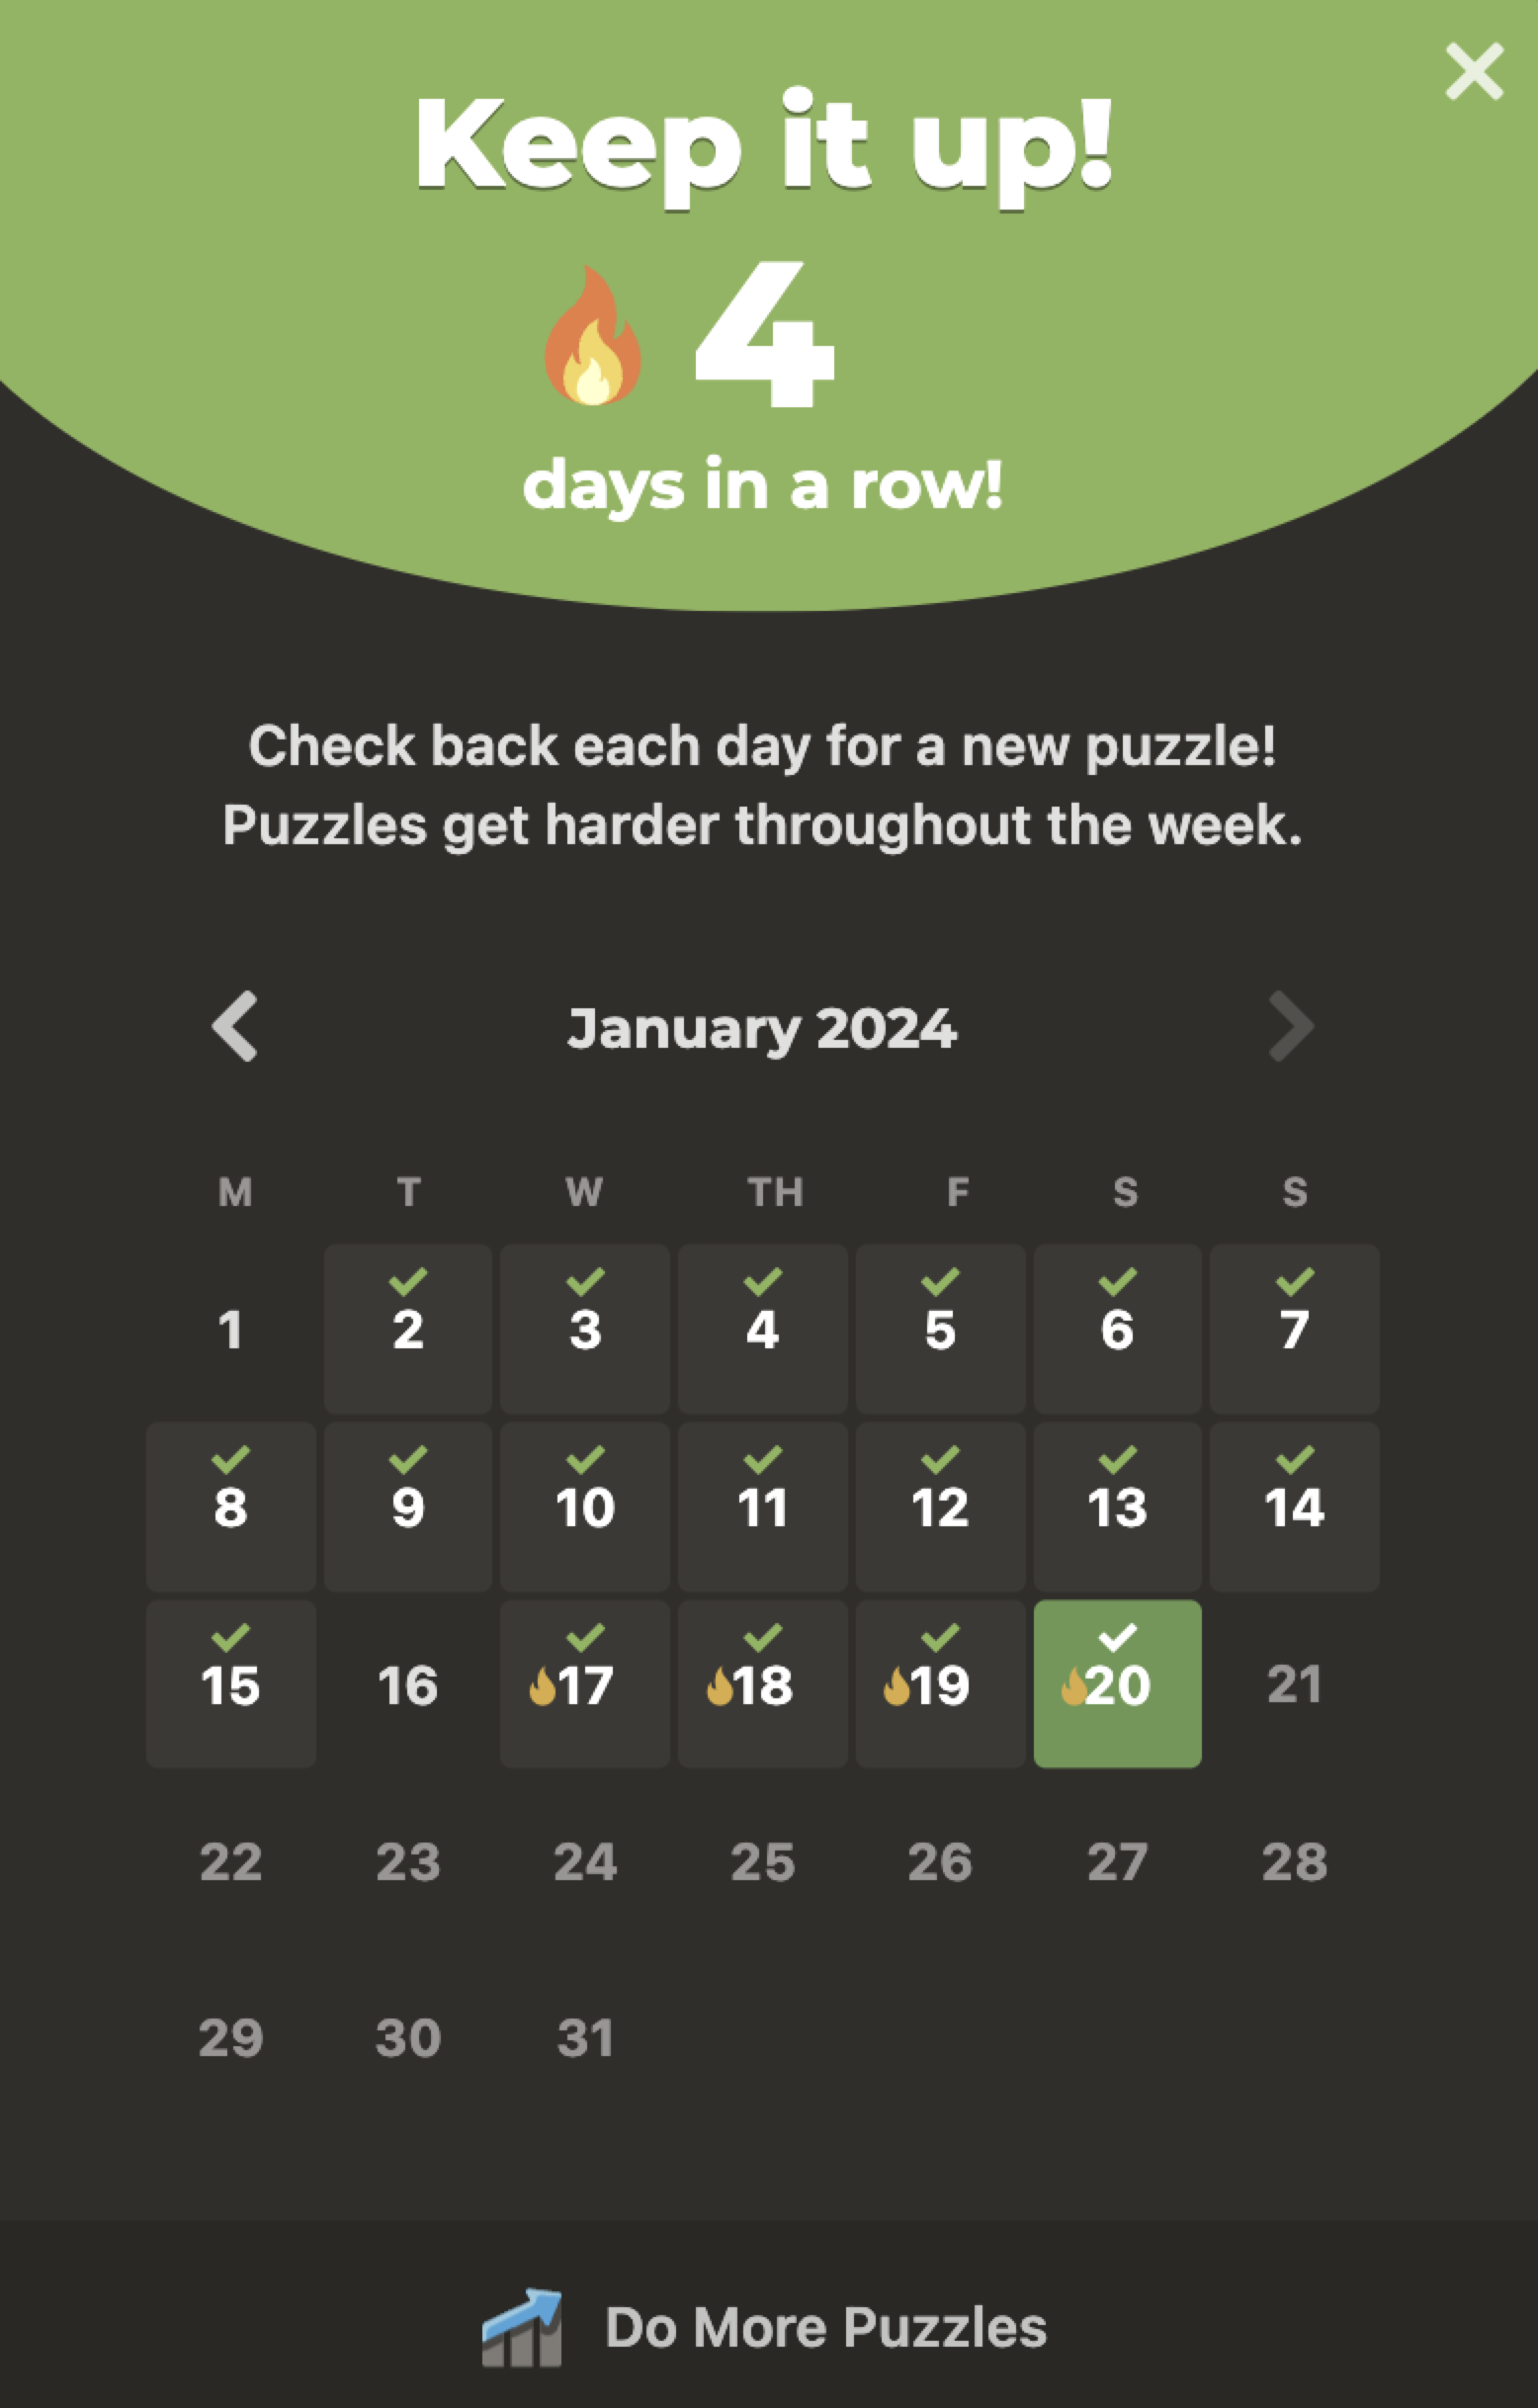 Keep it up!
4
days in a row!
Check back each day for a new puzzle!
Puzzles get harder throughout the week.
January 2024
M T W TH F S S
1 2 3 4 5 6 7
8 9 10 11 12 13 14
15 16 17 18 19 20 21
22 23 24 25 26 27 28
29 30 31
Do More Puzzles